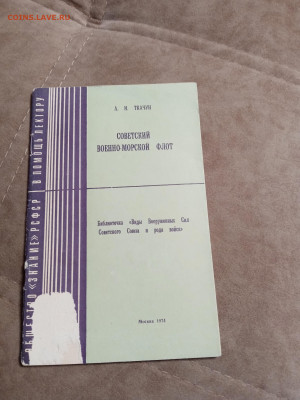 COINS.LAVE.RU
ОБЩЕСТВО «ЗНАНИЕ» РСФСР
В ПОМОЩЬ ЛЕКТОРУ
СОВЕТСКИЙ
ВОЕННО-МОРСКОЙ ФЛОТ
Библиотечка «Виды Вооруженных Сил
Советского Союза и рода войск»
Москва 1974